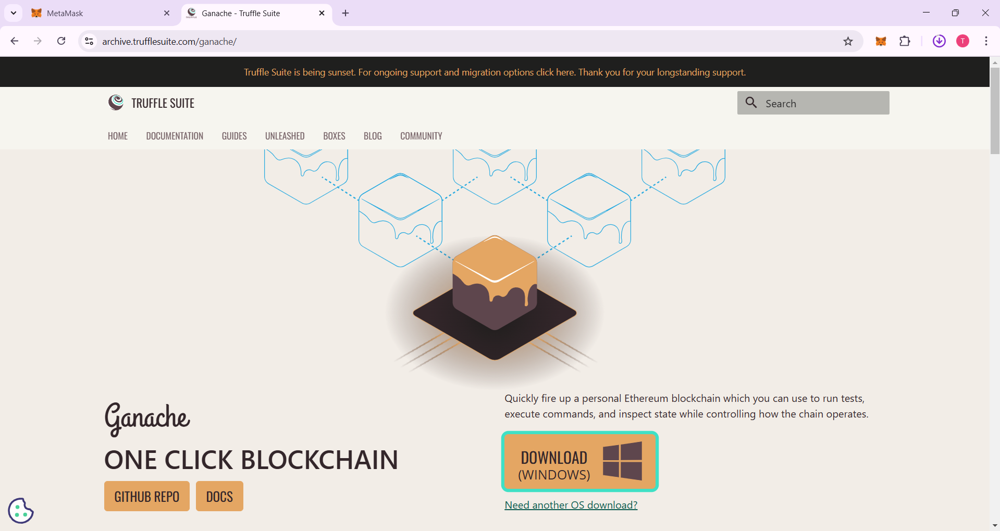 MetaMask
Ganache - Truffle Suite
archive.trufflesuite.com/ganache/
T
Truffle Suite is being sunset. For ongoing support and migration options click here. Thank you for your longstanding support.
TRUFFLE SUITE
Search
HOME DOCUMENTATION GUIDES UNLEASHED BOXES BLOG COMMUNITY
Quickly fire up a personal Ethereum blockchain which you can use to run tests,
execute commands, and inspect state while controlling how the chain operates.
Ganache
ONE CLICK BLOCKCHAIN
GITHUB REPO DOCS
DOWNLOAD
(WINDOWS)
Need another OS download?